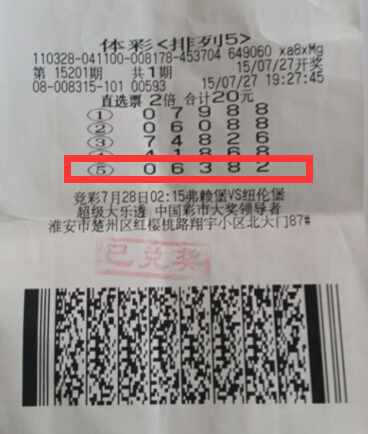 体彩<排列5>
110328-041100-008178-453704 649060 xa8xMg
第 15201期 共1期 15/07/27开奖
08-008315-101 00593 15/07/27 19:27:45
直选票 2倍 合计20元
① 0 7 9 8 8
② 0 6 0 8 8
③ 7 4 8 2 6
④ 4 1 8 6 8
⑤ 0 6 3 8 2
竞彩7月28日02:15弗赖堡VS纽伦堡
超级大乐透 中国彩市大奖领导者
淮安市楚州区红樱桃路翔宇小区北大门87#
已兑奖